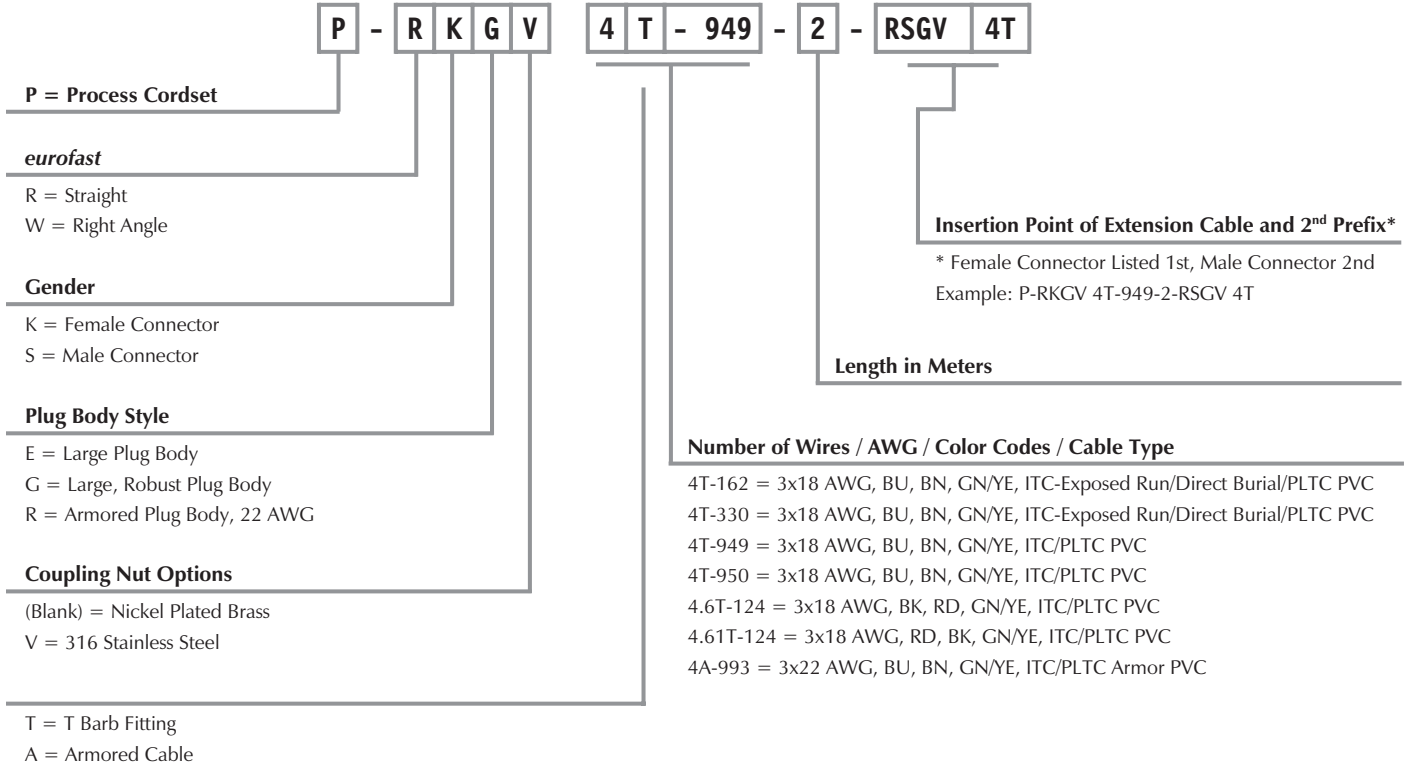 P - R K G V 4 T - 949 - 2 - RSGV 4T
P = Process Cordset
eurofast
R = Straight
W = Right Angle
Gender
K = Female Connector
S = Male Connector
Plug Body Style
E = Large Plug Body
G = Large, Robust Plug Body
R = Armored Plug Body, 22 AWG
Coupling Nut Options
(Blank) = Nickel Plated Brass
V = 316 Stainless Steel
T = T Barb Fitting
A = Armored Cable
Insertion Point of Extension Cable and 2nd Prefix*
* Female Connector Listed 1st, Male Connector 2nd
Example: P-RKGV 4T-949-2-RSGV 4T
Length in Meters
Number of Wires / AWG / Color Codes / Cable Type
4T-162 = 3x18 AWG, BU, BN, GN/YE, ITC-Exposed Run/Direct Burial/PLTC PVC
4T-330 = 3x18 AWG, BU, BN, GN/YE, ITC-Exposed Run/Direct Burial/PLTC PVC
4T-949 = 3x18 AWG, BU, BN, GN/YE, ITC/PLTC PVC
4T-950 = 3x18 AWG, BU, BN, GN/YE, ITC/PLTC PVC
4.6T-124 = 3x18 AWG, BK, RD, GN/YE, ITC/PLTC PVC
4.61T-124 = 3x18 AWG, RD, BK, GN/YE, ITC/PLTC PVC
4A-993 = 3x22 AWG, BU, BN, GN/YE, ITC/PLTC Armor PVC